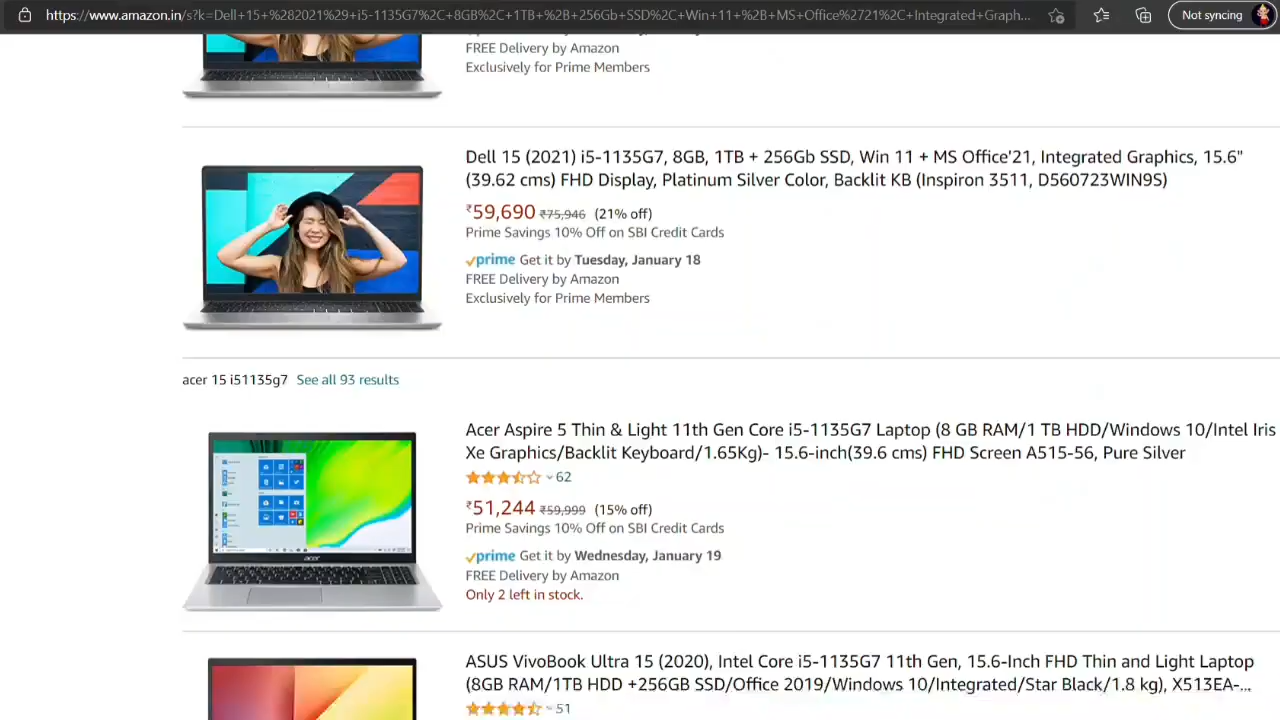 https://www.amazon.in/s?k=Dell+15+%282021%29+i5-1135G7%2C+8GB%2C+1TB+%2B+256Gb+SSD%2C+Win+11+%2B+MS+Office%2721%2C+Integrated+Graph...
Not syncing
FREE Delivery by Amazon
Exclusively for Prime Members
Dell 15 (2021) i5-1135G7, 8GB, 1TB + 256Gb SSD, Win 11 + MS Office'21, Integrated Graphics, 15.6"
(39.62 cms) FHD Display, Platinum Silver Color, Backlit KB (Inspiron 3511, D560723WIN9S)
₹59,690 ₹75,946 (21% off)
Prime Savings 10% Off on SBI Credit Cards
prime Get it by Tuesday, January 18
FREE Delivery by Amazon
Exclusively for Prime Members
acer 15 i51135g7 See all 93 results
Acer Aspire 5 Thin & Light 11th Gen Core i5-1135G7 Laptop (8 GB RAM/1 TB HDD/Windows 10/Intel Iris
Xe Graphics/Backlit Keyboard/1.65Kg)- 15.6-inch(39.6 cms) FHD Screen A515-56, Pure Silver
62
₹51,244 ₹59,999 (15% off)
Prime Savings 10% Off on SBI Credit Cards
prime Get it by Wednesday, January 19
FREE Delivery by Amazon
Only 2 left in stock.
acer
ASUS VivoBook Ultra 15 (2020), Intel Core i5-1135G7 11th Gen, 15.6-Inch FHD Thin and Light Laptop
(8GB RAM/1TB HDD +256GB SSD/Office 2019/Windows 10/Integrated/Star Black/1.8 kg), X513EA-...
51